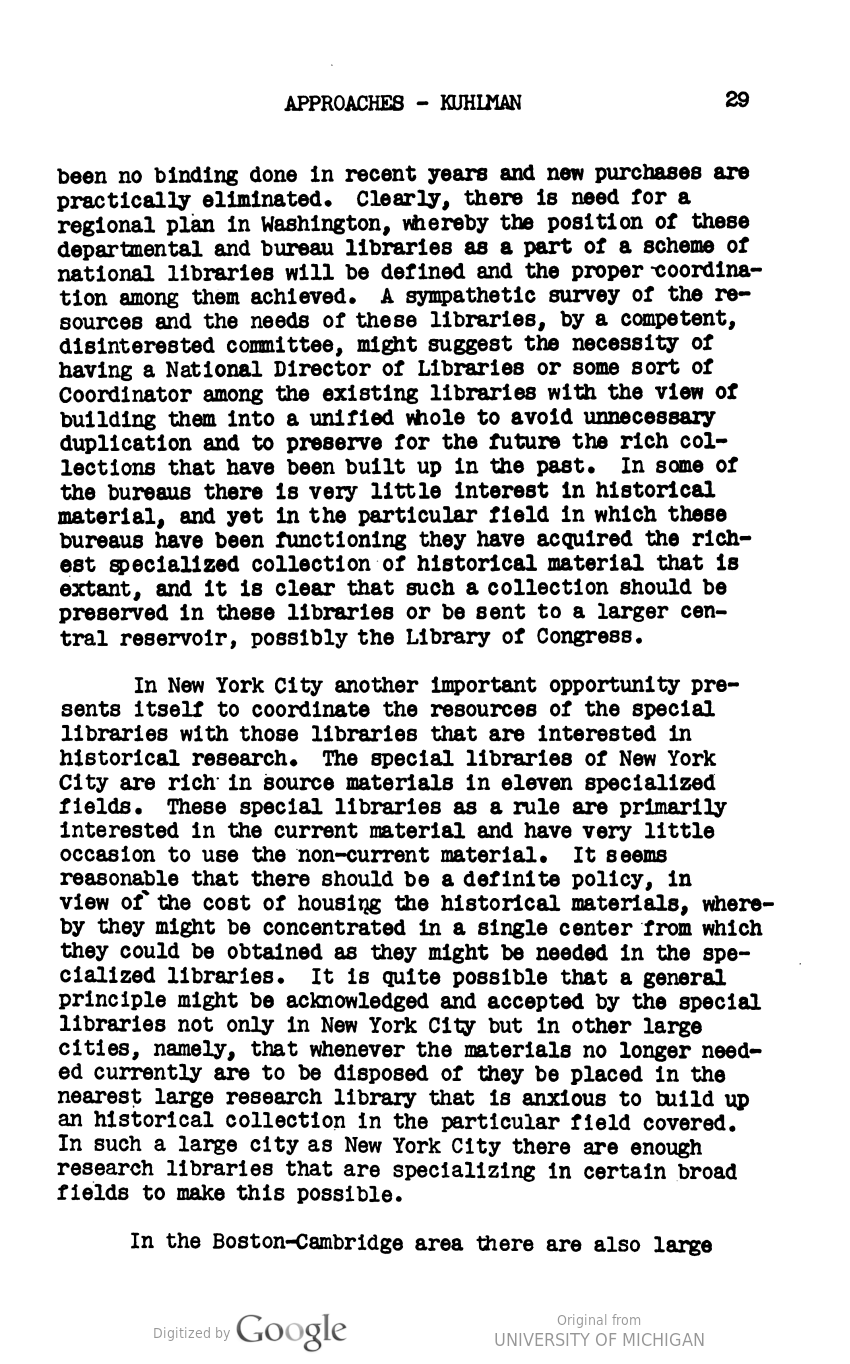 APPROACHES - KUHLMAN 29
been no binding done in recent years and new purchases are
practically eliminated. Clearly, there is need for a
regional plan in Washington, whereby the position of these
departmental and bureau libraries as a part of a scheme of
national libraries will be defined and the proper coordina-
tion among them achieved. A sympathetic survey of the re-
sources and the needs of these libraries, by a competent,
disinterested committee, might suggest the necessity of
having a National Director of Libraries or some sort of
Coordinator among the existing libraries with the view of
building them into a unified whole to avoid unnecessary
duplication and to preserve for the future the rich col-
lections that have been built up in the past. In some of
the bureaus there is very little interest in historical
material, and yet in the particular field in which these
bureaus have been functioning they have acquired the rich-
est specialized collection of historical material that is
extant, and it is clear that such a collection should be
preserved in these libraries or be sent to a larger cen-
tral reservoir, possibly the Library of Congress.
In New York City another important opportunity pre-
sents itself to coordinate the resources of the special
libraries with those libraries that are interested in
historical research. The special libraries of New York
City are rich in source materials in eleven specialized
fields. These special libraries as a rule are primarily
interested in the current material and have very little
occasion to use the non-current material. It seems
reasonable that there should be a definite policy, in
view of the cost of housing the historical materials, where-
by they might be concentrated in a single center from which
they could be obtained as they might be needed in the spe-
cialized libraries. It is quite possible that a general
principle might be acknowledged and accepted by the special
libraries not only in New York City but in other large
cities, namely, that whenever the materials no longer need-
ed currently are to be disposed of they be placed in the
nearest large research library that is anxious to build up
an historical collection in the particular field covered.
In such a large city as New York City there are enough
research libraries that are specializing in certain broad
fields to make this possible.
In the Boston-Cambridge area there are also large
Digitized by Google
Original from
UNIVERSITY OF MICHIGAN